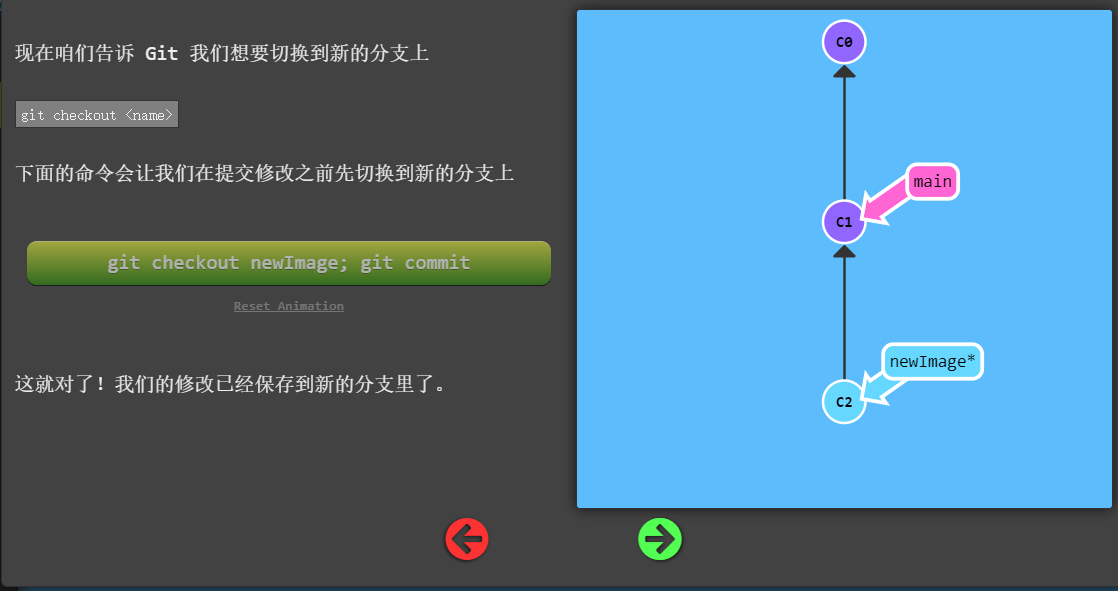 现在咱们告诉 Git 我们想要切换到新的分支上
git checkout <name>
下面的命令会让我们在提交修改之前先切换到新的分支上
git checkout newImage; git commit
Reset Animation
这就对了！我们的修改已经保存到新的分支里了。
C0
main
C1
newImage*
C2